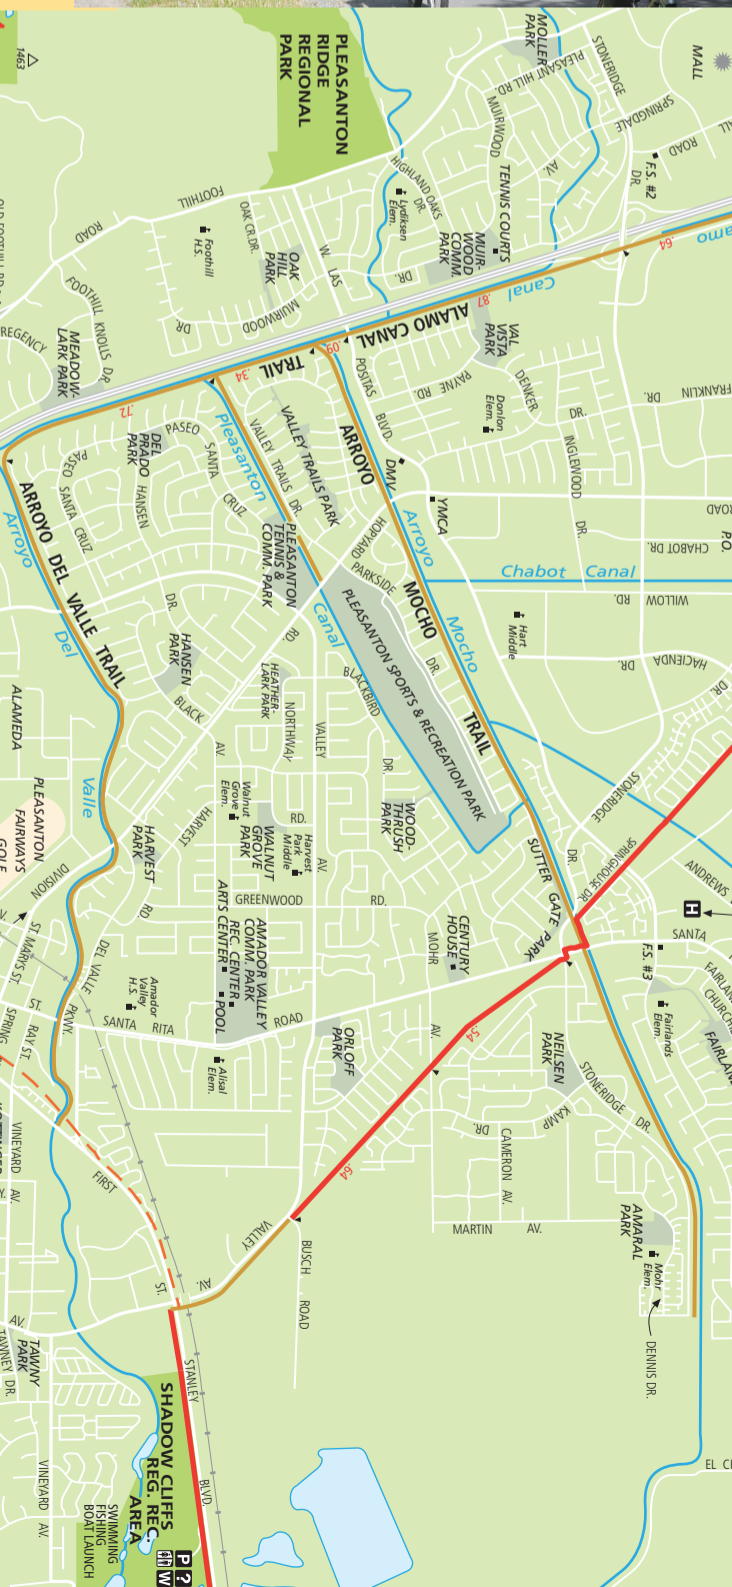 MOLLER
PARK
PLEASANT HILL RD.
STONERIDGE
MALL
SPRINGDALE
ROAD
1463
PLEASANTON
RIDGE
REGIONAL
PARK
MUIRWOOD
AV.
F.S. #2
DR.
TENNIS COURTS
HIGHLAND OAKS
DR.
Lydiksen
Elem.
MUIR-
WOOD
COMM.
PARK
FOOTHILL
ROAD
Foothill
H.S.
OAK CR.DR.
OAK
HILL
PARK
W. LAS
DR.
MUIRWOOD
DR.
FOOTHILL KNOLLS DR.
REGENCY
MEADOW-
LARK PARK
.64
.87
Canal
ALAMO CANAL
TRAIL
.09
.34
.72
VAL
VISTA
PARK
Donlon
Elem.
DENKER
DR.
FRANKLIN
DR.
PAYNE RD.
POSITAS
BLVD.
INGLEWOOD
DR.
DMV
YMCA
ROAD
P.O.
CHABOT DR.
Chabot Canal
WILLOW
RD.
HACIENDA
DR.
DR.
Hart
Middle
ARROYO
MOCHO
TRAIL
Arroyo
Mocho
VALLEY TRAILS DR.
VALLEY TRAILS PARK
HOPYARD
RD.
PARKSIDE
DR.
PLEASANTON
TENNIS &
COMM. PARK
PLEASANTON SPORTS & RECREATION PARK
Pleasanton
Canal
BLACKBIRD
DR.
DEL
PRADO
PARK
PASEO
SANTA
CRUZ
HANSEN
DR.
PASEO
SANTA CRUZ
ARROYO DEL VALLE TRAIL
Arroyo
Del
Valle
HANSEN
PARK
BLACK
AV.
HEATHER-
LARK PARK
NORTHWAY
RD.
VALLEY
AV.
WOOD-
THRUSH
PARK
ALAMEDA
PLEASANTON
FAIRWAYS
GOLF
HARVEST
RD.
HARVEST
PARK
Walnut
Grove
Elem.
WALNUT
GROVE
PARK
Harvest
Park
Middle
GREENWOOD
RD.
STONERIDGE
DR.
SPRINGHOUSE DR.
ANDREWS
H
SANTA
SUTTER GATE PARK
F.S. #3
Fairlands
Elem.
CENTURY
HOUSE
MOHR
AV.
DIVISION
ST.
ST. MARYS ST.
DEL VALLE
PKWY.
RAY ST.
SPRING
Amador
Valley
H.S.
SANTA RITA
ROAD
AMADOR VALLEY
COMM. PARK
REC. CENTER
ARTS CENTER
POOL
Alisal
Elem.
ORLOFF
PARK
.54
NEILSEN
PARK
STONERIDGE DR.
KAMP
DR.
CAMERON AV.
.64
MARTIN AV.
AMARAL
PARK
Mohr
Elem.
DENNIS DR.
VINEYARD AV.
FIRST
ST.
VALLEY
AV.
BUSCH ROAD
TAWNY
PARK
TAWNEY DR.
STANLEY
BLVD.
SHADOW CLIFFS
REG. REC.
AREA
SWIMMING
FISHING
BOAT LAUNCH
VINEYARD AV.
P ?
W